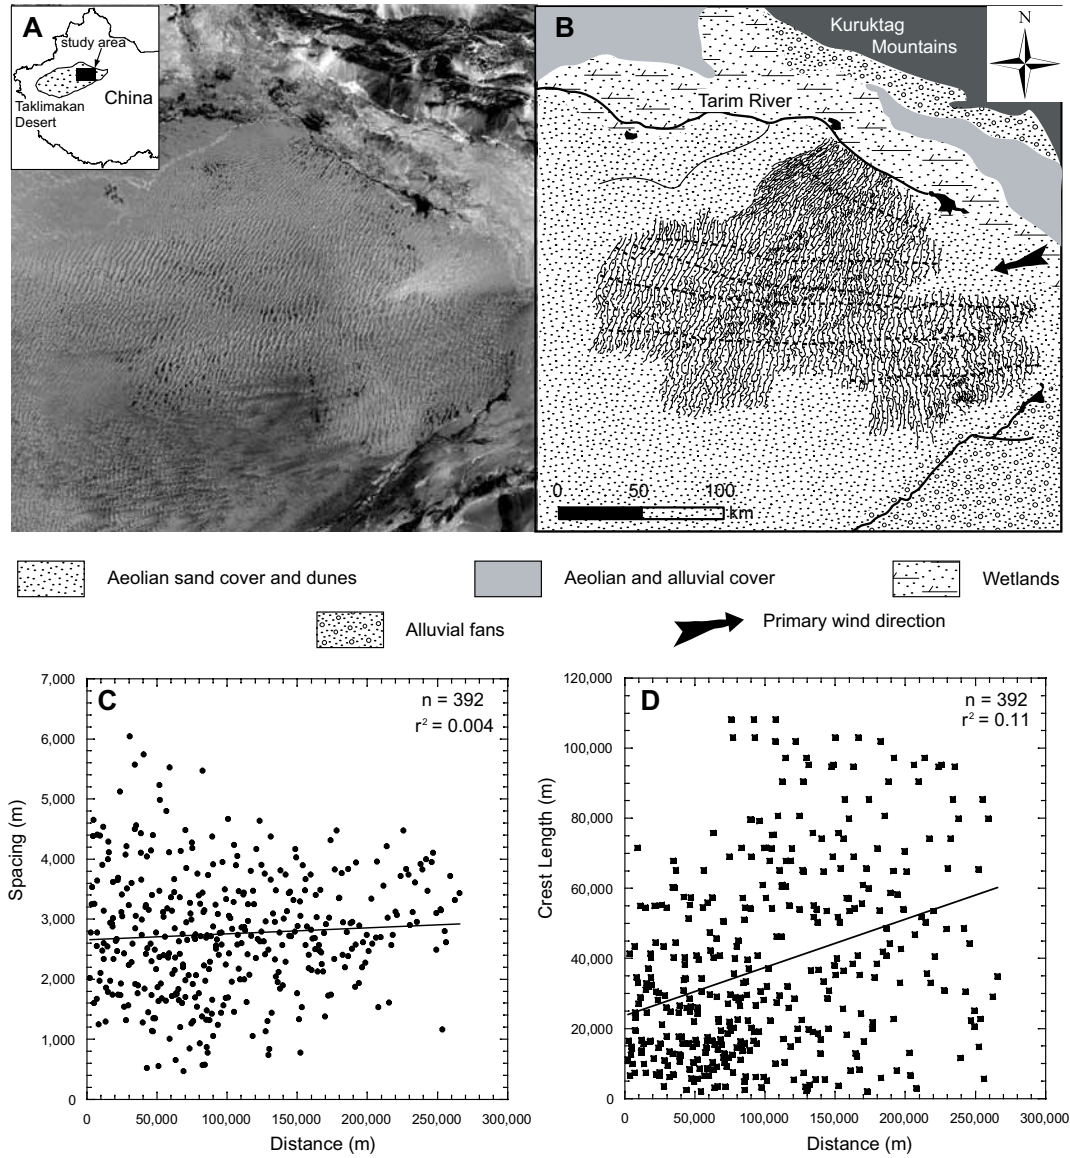 A
study area
China
Taklimakan
Desert
B
Kuruktag
Mountains
N
Tarim River
0 50 100
km
Aeolian sand cover and dunes
Aeolian and alluvial cover
Wetlands
Alluvial fans
Primary wind direction
C
n = 392
r² = 0.004
7,000
6,000
5,000
4,000
3,000
2,000
1,000
0
Spacing (m)
0 50,000 100,000 150,000 200,000 250,000 300,000
Distance (m)
D
n = 392
r² = 0.11
120,000
100,000
80,000
60,000
40,000
20,000
0
Crest Length (m)
0 50,000 100,000 150,000 200,000 250,000 300,000
Distance (m)